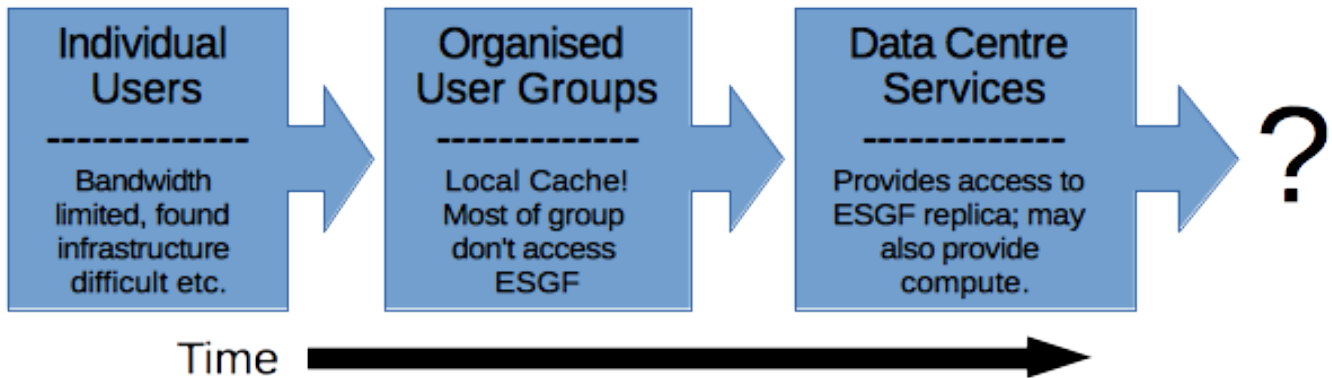 Individual
Users
-------------
Bandwidth
limited, found
infrastructure
difficult etc.
Organised
User Groups
-------------
Local Cache!
Most of group
don't access
ESGF
Data Centre
Services
-------------
Provides access to
ESGF replica; may
also provide
compute.
?
Time